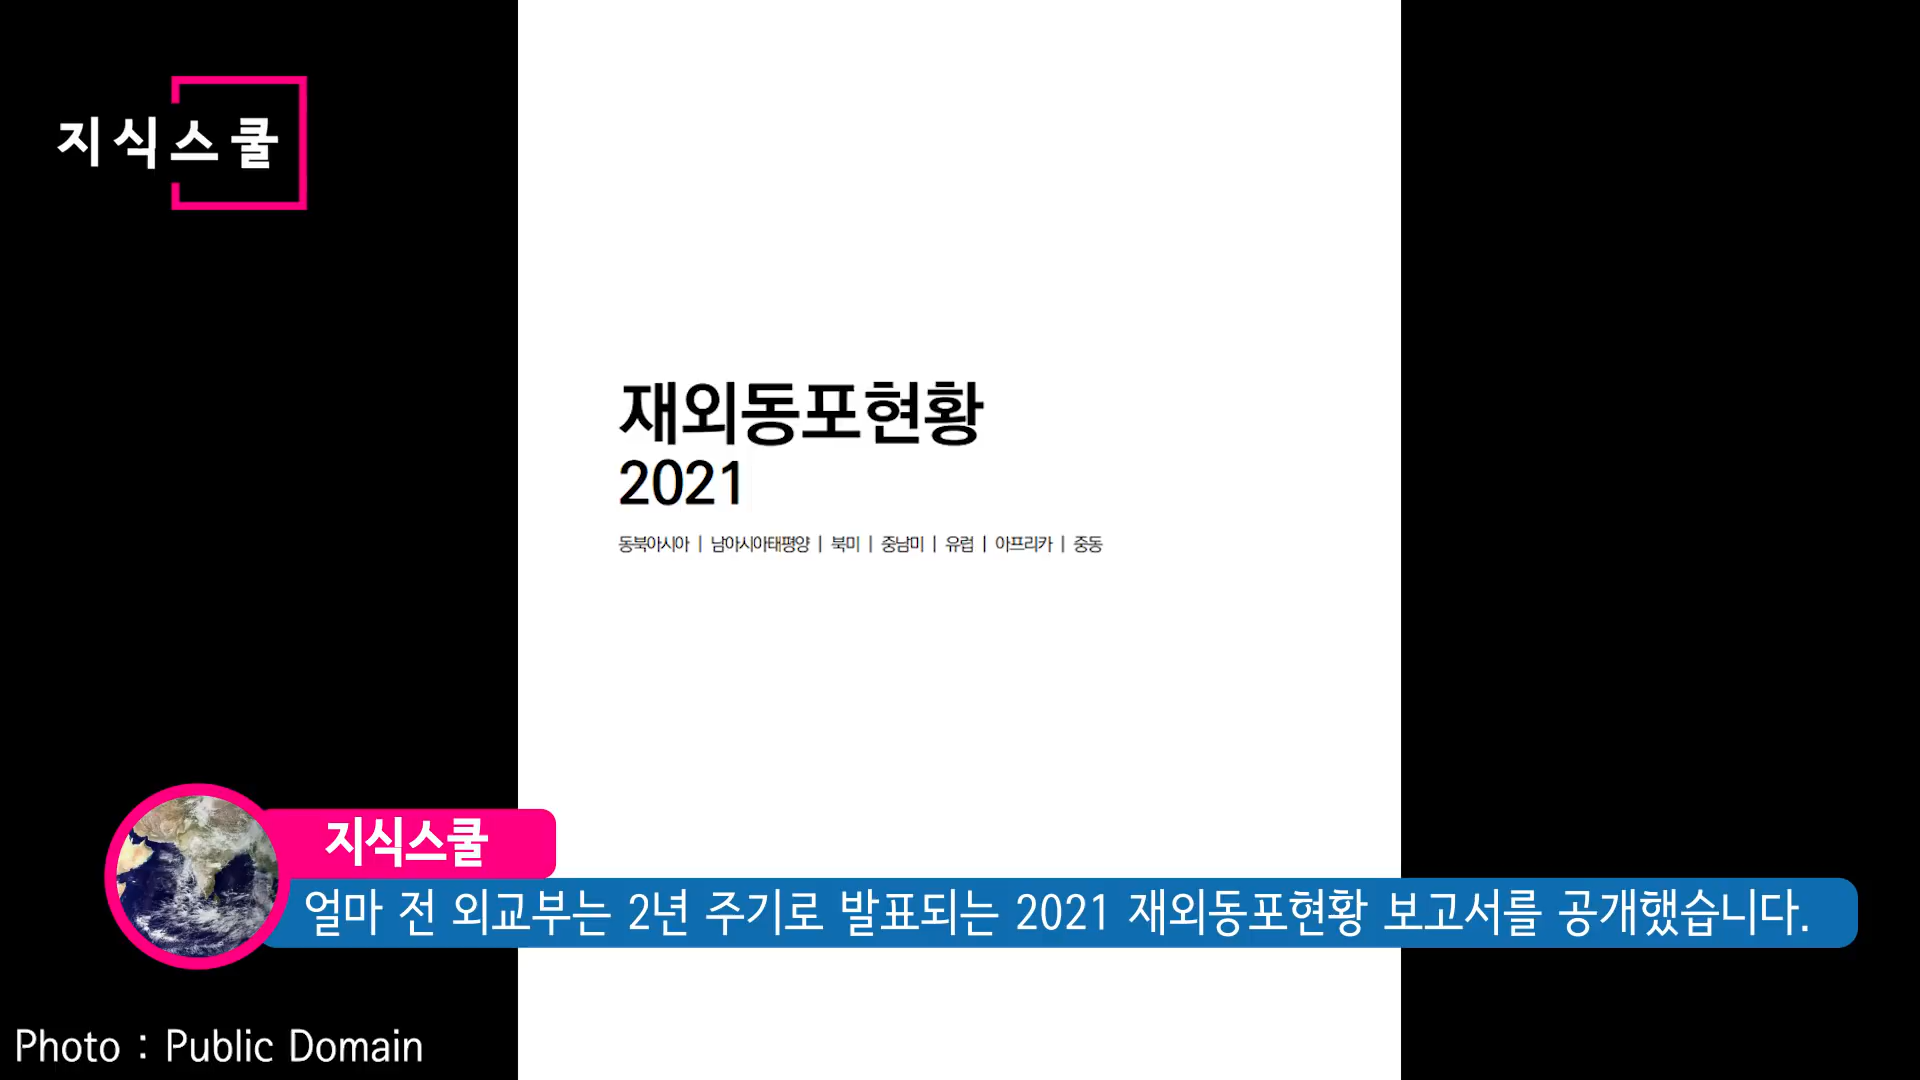 지식스쿨
재외동포현황
2021
동북아시아 | 남아시아태평양 | 북미 | 중남미 | 유럽 | 아프리카 | 중동
지식스쿨
얼마 전 외교부는 2년 주기로 발표되는 2021 재외동포현황 보고서를 공개했습니다.
Photo : Public Domain